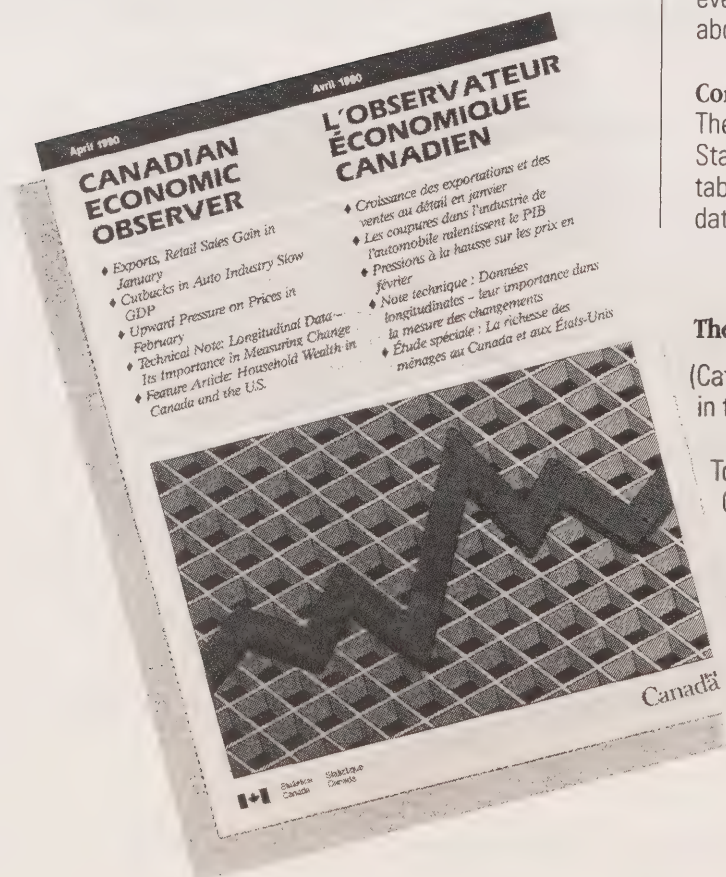 April 1990
Avril 1990
CANADIAN
ECONOMIC
OBSERVER
♦ Exports, Retail Sales Gain in
January
♦ Cutbacks in Auto Industry Slow
GDP
♦ Upward Pressure on Prices in
February
♦ Technical Note: Longitudinal Data –
Its Importance in Measuring Change
♦ Feature Article: Household Wealth in
Canada and the U.S.
L'OBSERVATEUR
ÉCONOMIQUE
CANADIEN
♦ Croissance des exportations et des
ventes au détail en janvier
♦ Les coupures dans l'industrie de
l'automobile ralentissent le PIB
♦ Pressions à la hausse sur les prix en
février
♦ Note technique : Données
longitudinales – leur importance dans
la mesure des changements
♦ Étude spéciale : La richesse des
ménages au Canada et aux États-Unis
Canada
Statistics Statistique
Canada Canada
abo
Cor
The
Sta
tab
dat
The
(Cat
in t
To